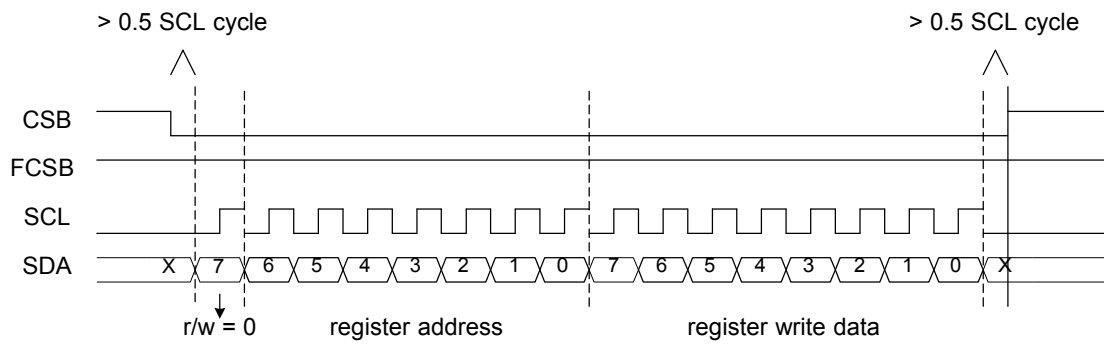 > 0.5 SCL cycle > 0.5 SCL cycle
CSB
FCSB
SCL
SDA X 7 6 5 4 3 2 1 0 7 6 5 4 3 2 1 0 X
r/w = 0 register address register write data